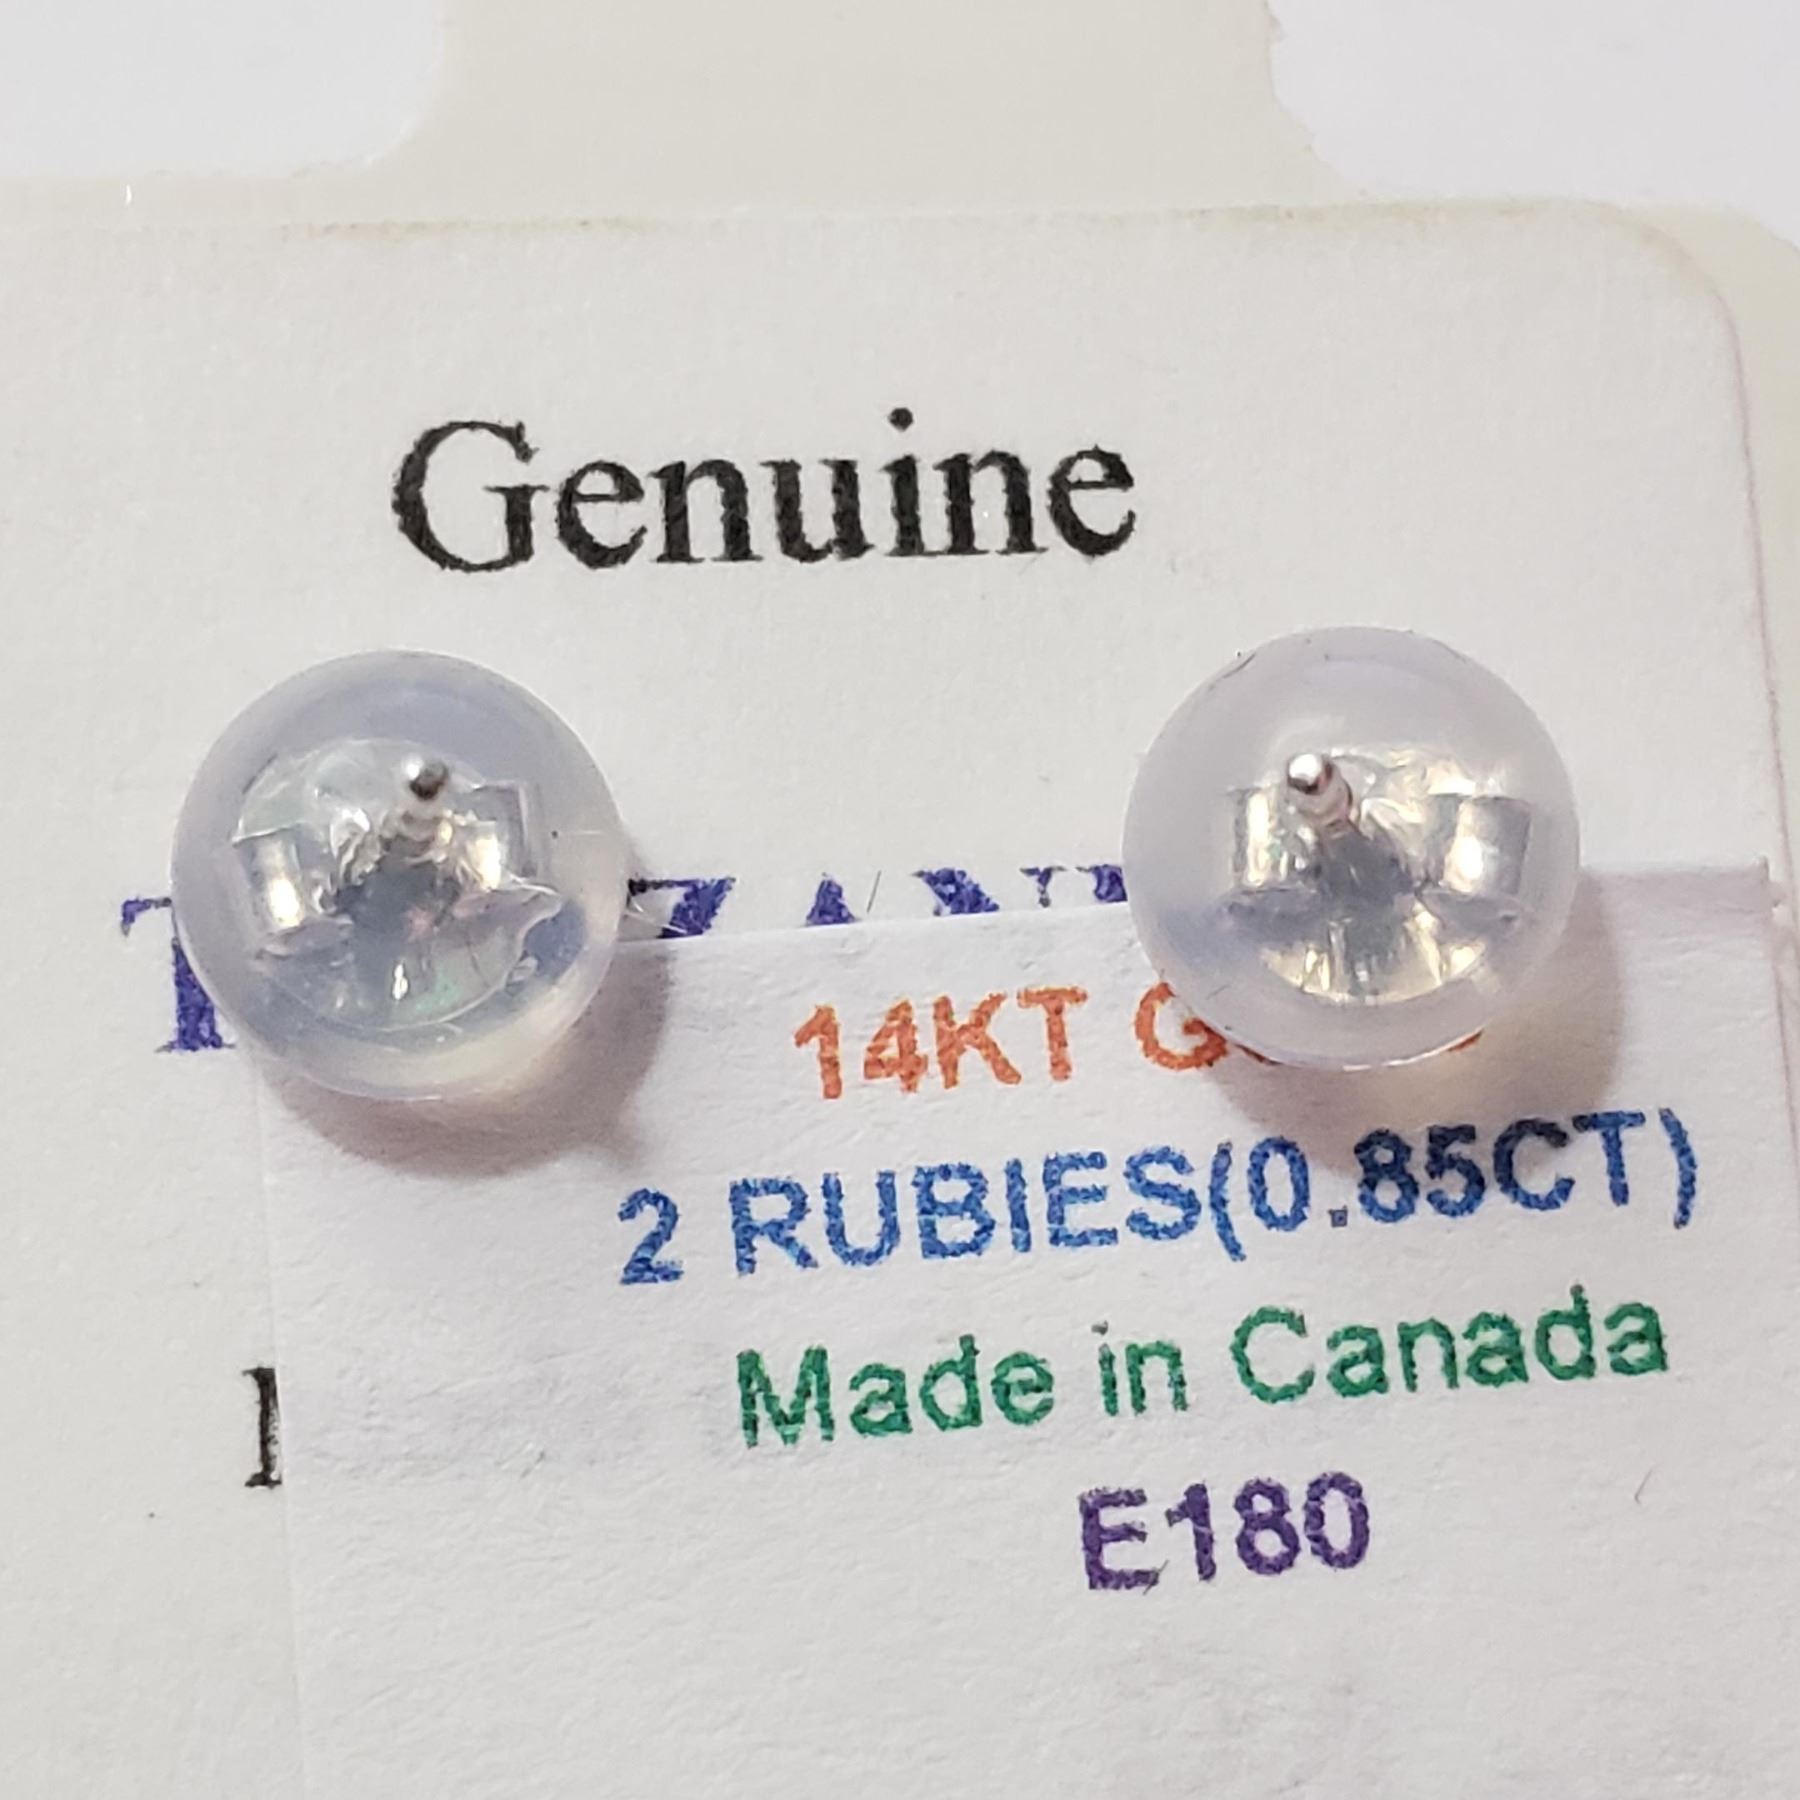 Genuine
14KT
2 RUBIES(0.85CT)
Made in Canada
E180